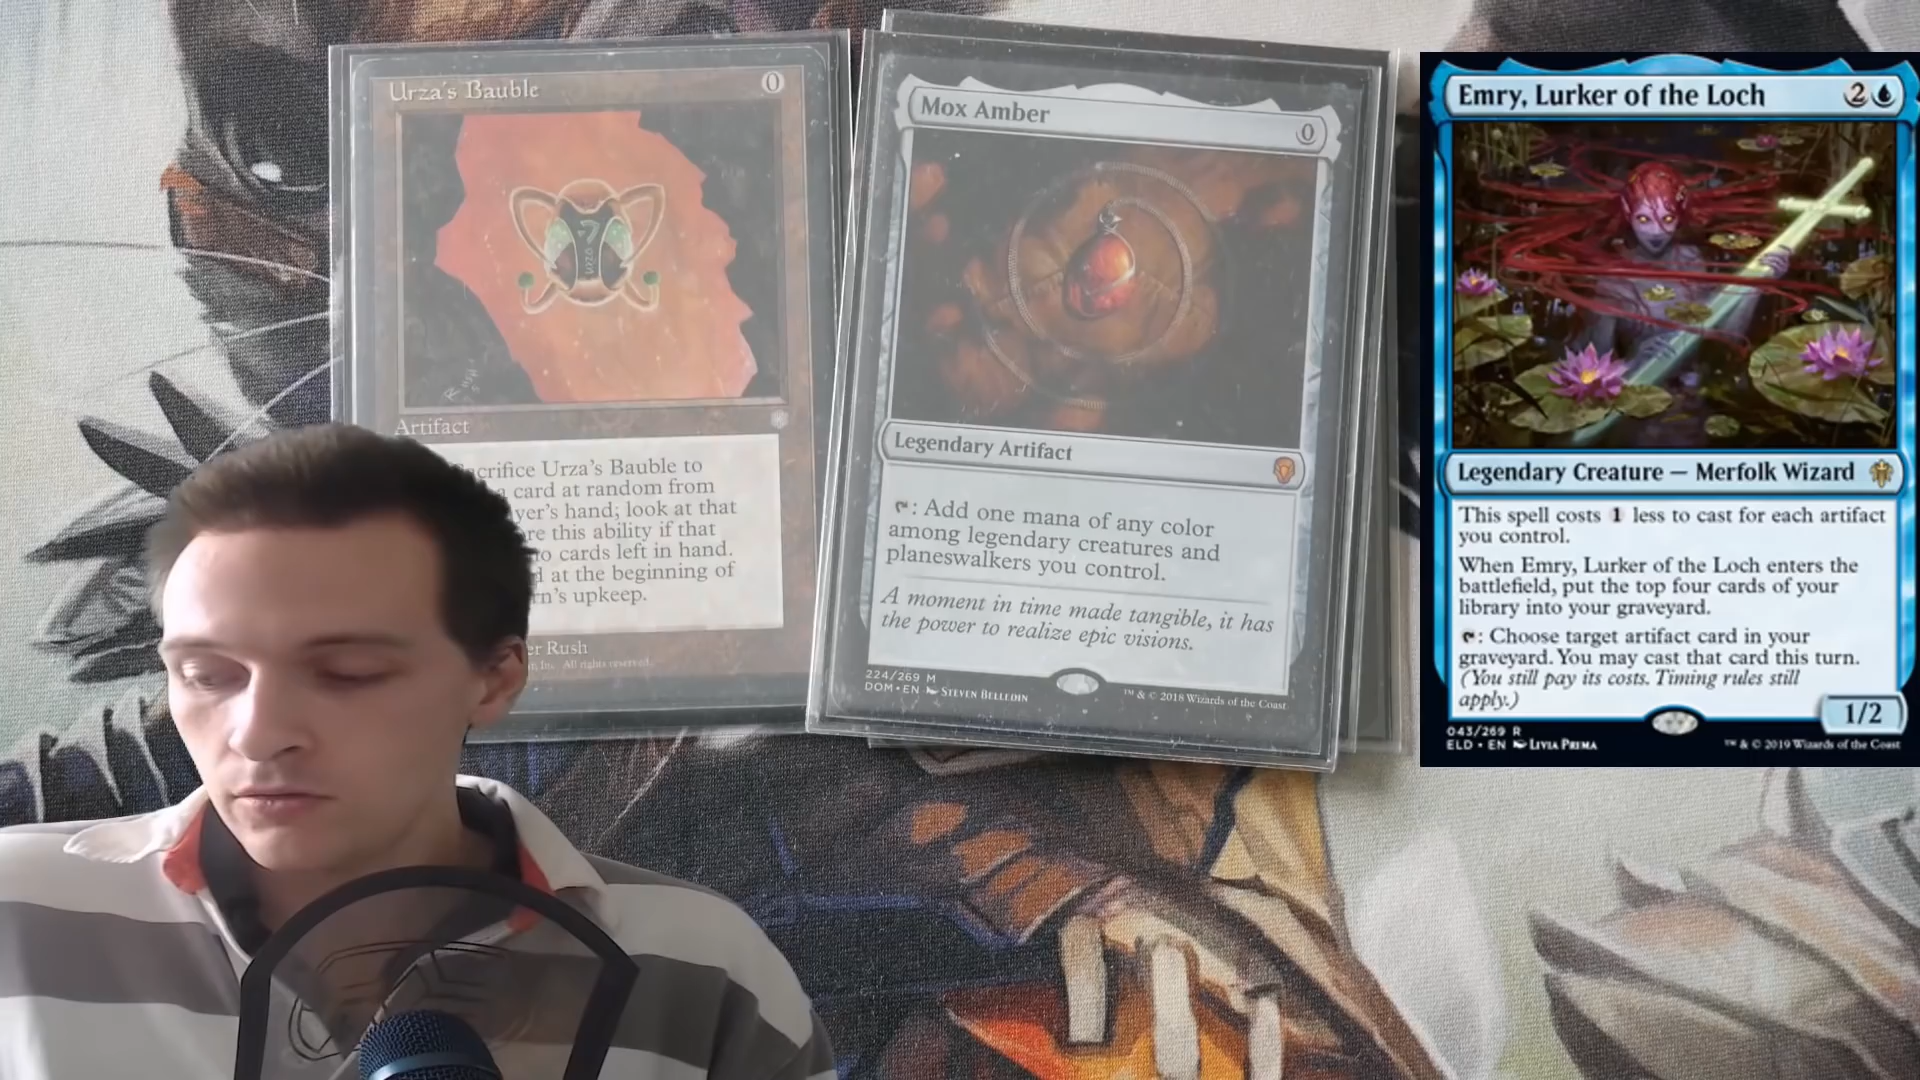 Urza's Bauble
0
Artifact
Sacrifice Urza's Bauble to
a card at random from
yer's hand; look at that
re this ability if that
no cards left in hand.
d at the beginning of
rn's upkeep.
er Rush
Inc. All rights reserved.
Mox Amber
0
Legendary Artifact
: Add one mana of any color
among legendary creatures and
planeswalkers you control.
A moment in time made tangible, it has
the power to realize epic visions.
224/269 M
DOM • EN Steven Belledin
™ & © 2018 Wizards of the Coast
Emry, Lurker of the Loch
2
Legendary Creature — Merfolk Wizard
This spell costs 1 less to cast for each artifact
you control.
When Emry, Lurker of the Loch enters the
battlefield, put the top four cards of your
library into your graveyard.
: Choose target artifact card in your
graveyard. You may cast that card this turn.
(You still pay its costs. Timing rules still
apply.)
1/2
043/269 R
ELD • EN Livia Prima
™ & © 2019 Wizards of the Coast